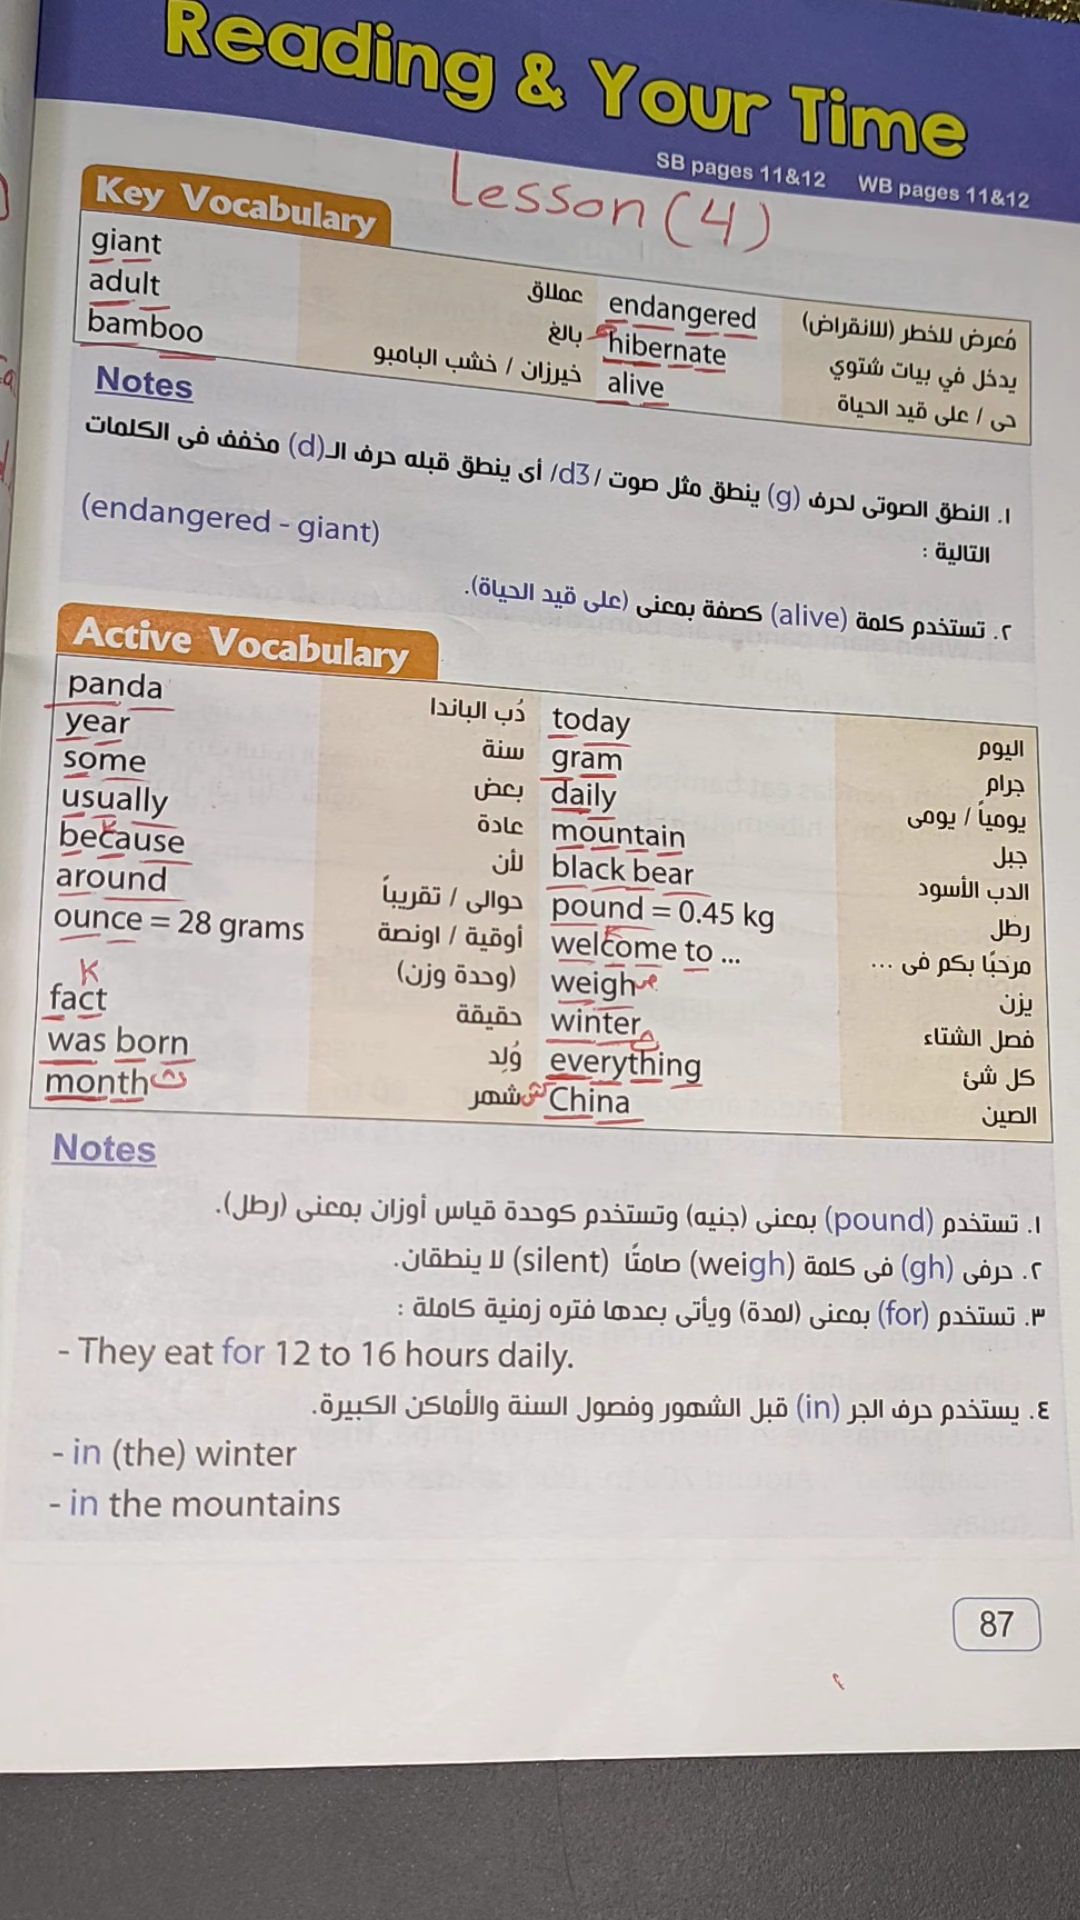 Reading & Your Time
SB pages 11&12 WB pages 11&12
Lesson (4)
Key Vocabulary
giant عملاق endangered مُعرض للخطر (للانقراض)
adult بالغ hibernate يدخل في بيات شتوي
bamboo خيرزان / خشب البامبو alive حى / على قيد الحياة
Notes
١. النطق الصوتى لحرف (g) ينطق مثل صوت /dʒ/ أى ينطق قبله حرف الـ(d) مخفف فى الكلمات
التالية :
(endangered - giant)
٢. تستخدم كلمة (alive) كصفة بمعنى (على قيد الحياة).
Active Vocabulary
panda دُب الباندا today اليوم
year سنة gram جرام
some بعض daily يومياً / يومى
usually عادة mountain جبل
because لأن black bear الدب الأسود
around حوالى / تقريباً pound = 0.45 kg رطل
ounce = 28 grams أوقية / اونصة welcome to ... مرحبًا بكم فى ...
(وحدة وزن) weigh يزن
fact حقيقة winter فصل الشتاء
was born وُلِد everything كل شئ
month شهر China الصين
K
K
K
ث
ث
ش
Notes
١. تستخدم (pound) بمعنى (جنيه) وتستخدم كوحدة قياس أوزان بمعنى (رطل).
٢. حرفى (gh) فى كلمة (weigh) صامتًا (silent) لا ينطقان.
٣. تستخدم (for) بمعنى (لمدة) ويأتى بعدها فتره زمنية كاملة :
- They eat for 12 to 16 hours daily.
٤. يستخدم حرف الجر (in) قبل الشهور وفصول السنة والأماكن الكبيرة.
- in (the) winter
- in the mountains
87